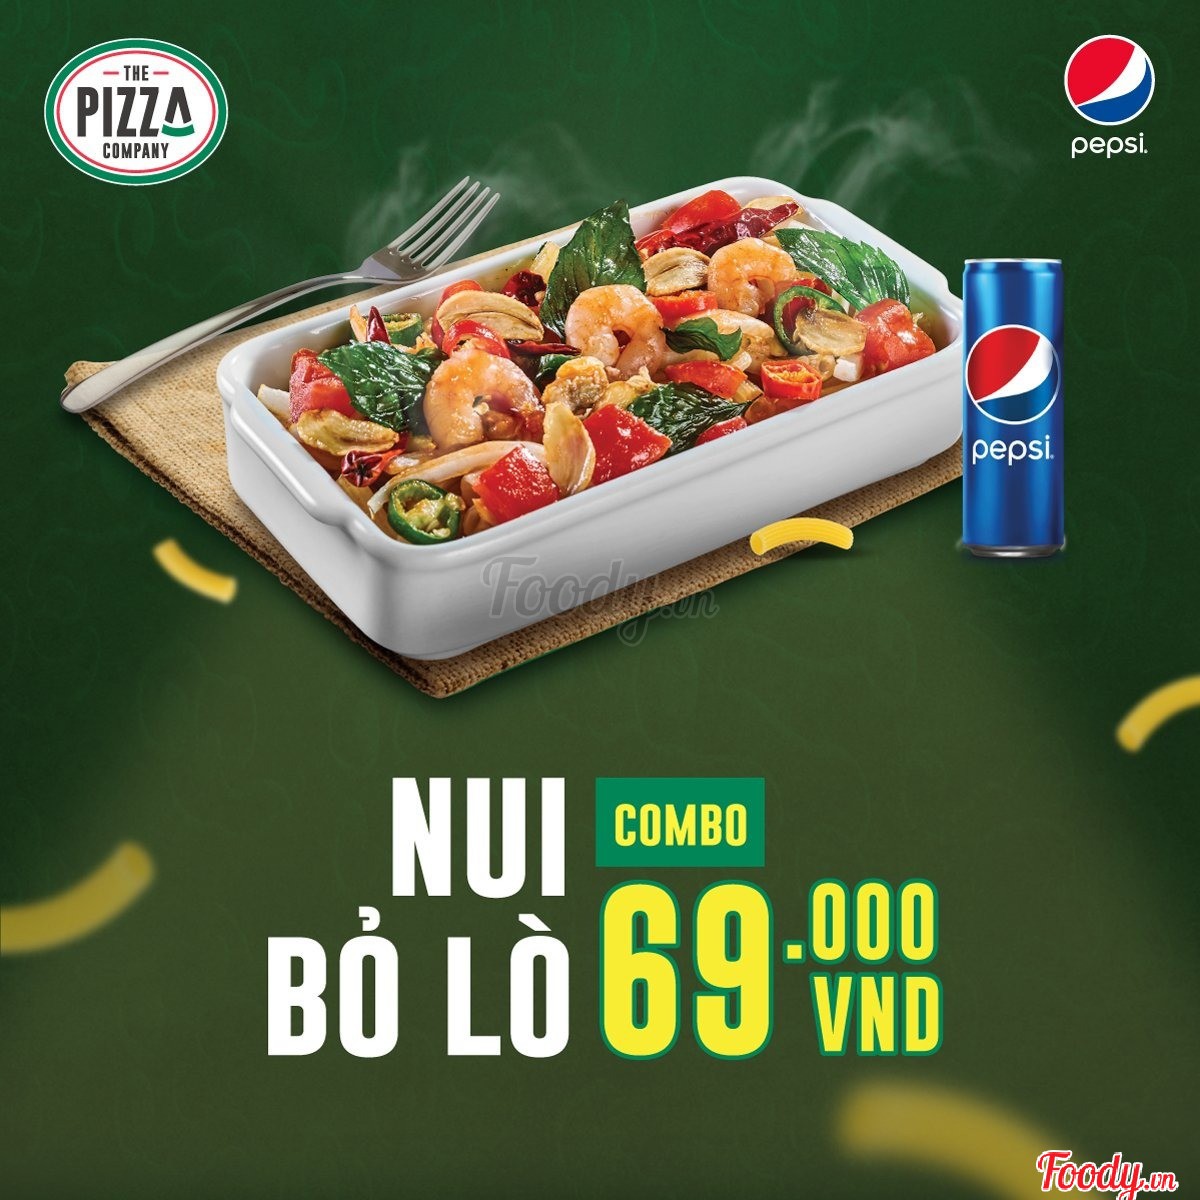 THE
PIZZA
COMPANY
pepsi.
pepsi.
Foody.vn
NUI
BỎ LÒ
COMBO
69.000
VND
Foody.vn